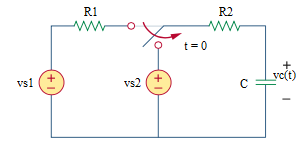 R1
R2
t = 0
vs1
+
−
vs2
+
−
C
+
vc(t)
−